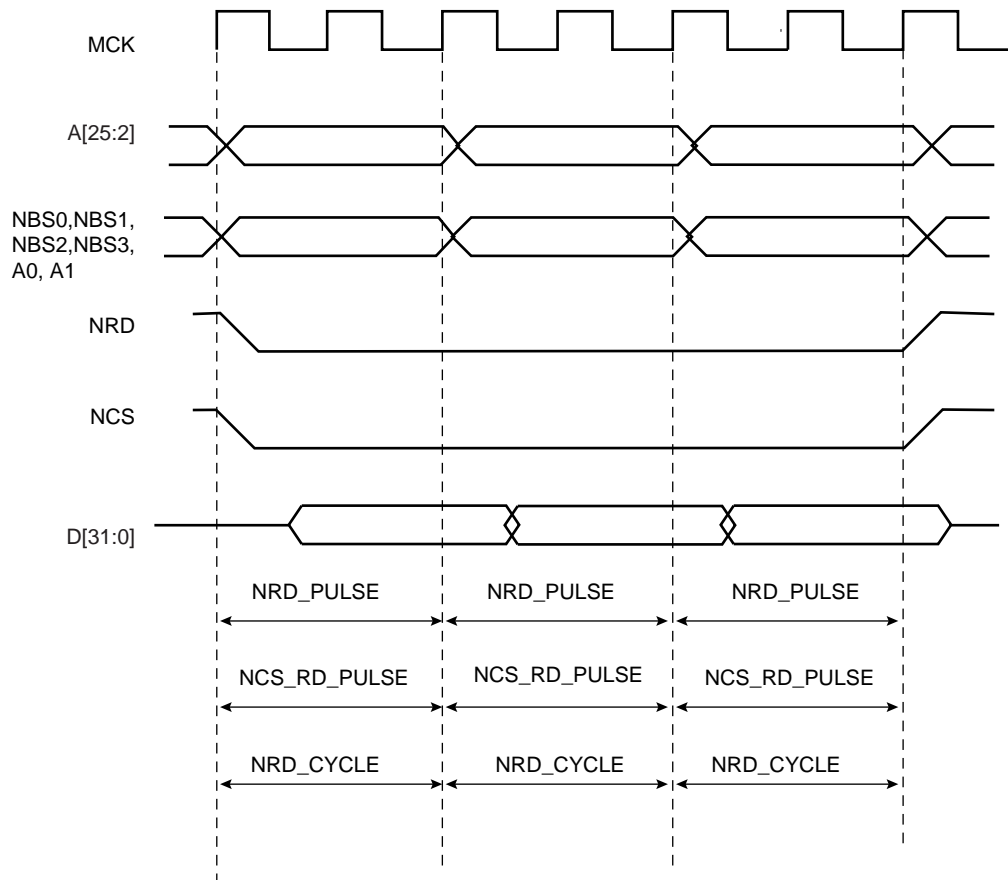 MCK
A[25:2]
NBS0,NBS1,
NBS2,NBS3,
A0, A1
NRD
NCS
D[31:0]
NRD_PULSE NRD_PULSE NRD_PULSE
NCS_RD_PULSE NCS_RD_PULSE NCS_RD_PULSE
NRD_CYCLE NRD_CYCLE NRD_CYCLE